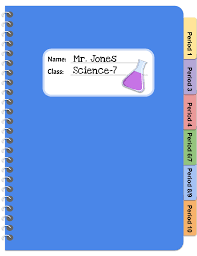 Name: Mr. Jones
Class: Science-7
Period 1
Period 3
Period 4
Period 6/7
Period 8/9
Period 10